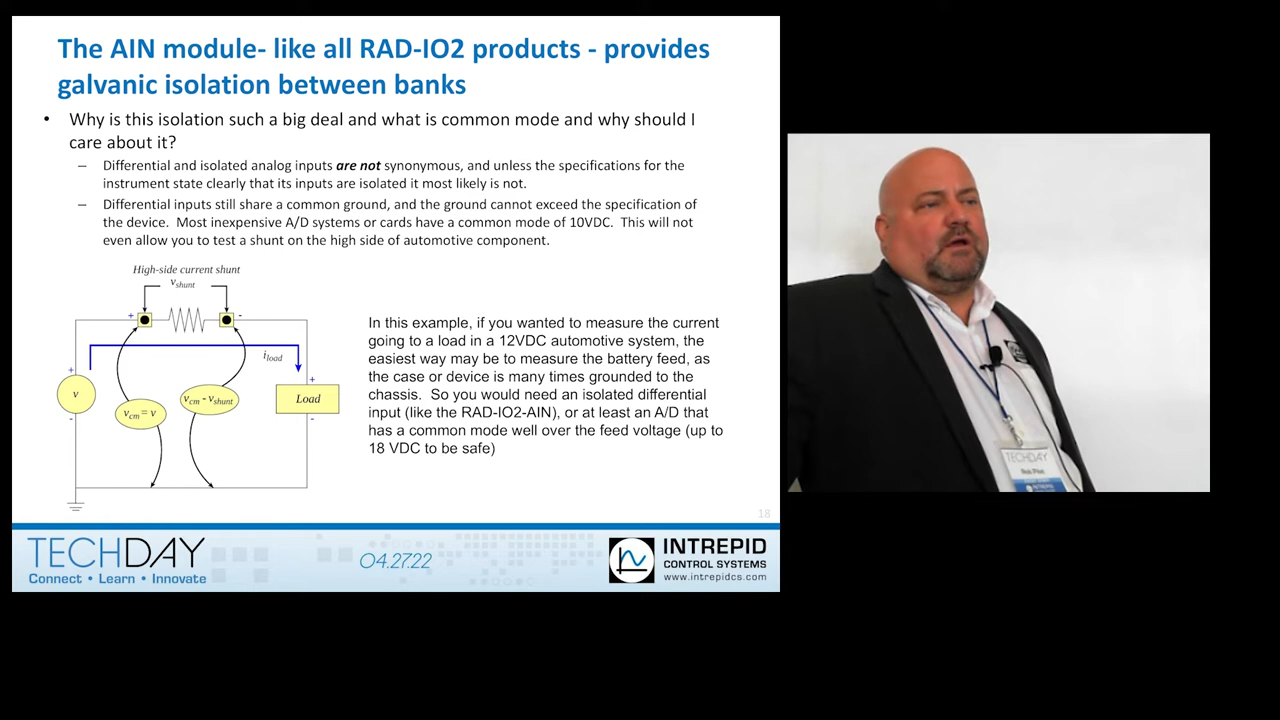 The AIN module- like all RAD-IO2 products - provides
galvanic isolation between banks
• Why is this isolation such a big deal and what is common mode and why should I
care about it?
– Differential and isolated analog inputs are not synonymous, and unless the specifications for the
instrument state clearly that its inputs are isolated it most likely is not.
– Differential inputs still share a common ground, and the ground cannot exceed the specification of
the device. Most inexpensive A/D systems or cards have a common mode of 10VDC. This will not
even allow you to test a shunt on the high side of automotive component.
High-side current shunt
vshunt
+ -
iload
+ +
v
vcm = v
vcm - vshunt
Load
- -
In this example, if you wanted to measure the current
going to a load in a 12VDC automotive system, the
easiest way may be to measure the battery feed, as
the case or device is many times grounded to the
chassis. So you would need an isolated differential
input (like the RAD-IO2-AIN), or at least an A/D that
has a common mode well over the feed voltage (up to
18 VDC to be safe)
18
TECHDAY
Connect • Learn • Innovate
04.27.22
INTREPID
CONTROL SYSTEMS
www.intrepidcs.com
TECHDAY
INTREPID